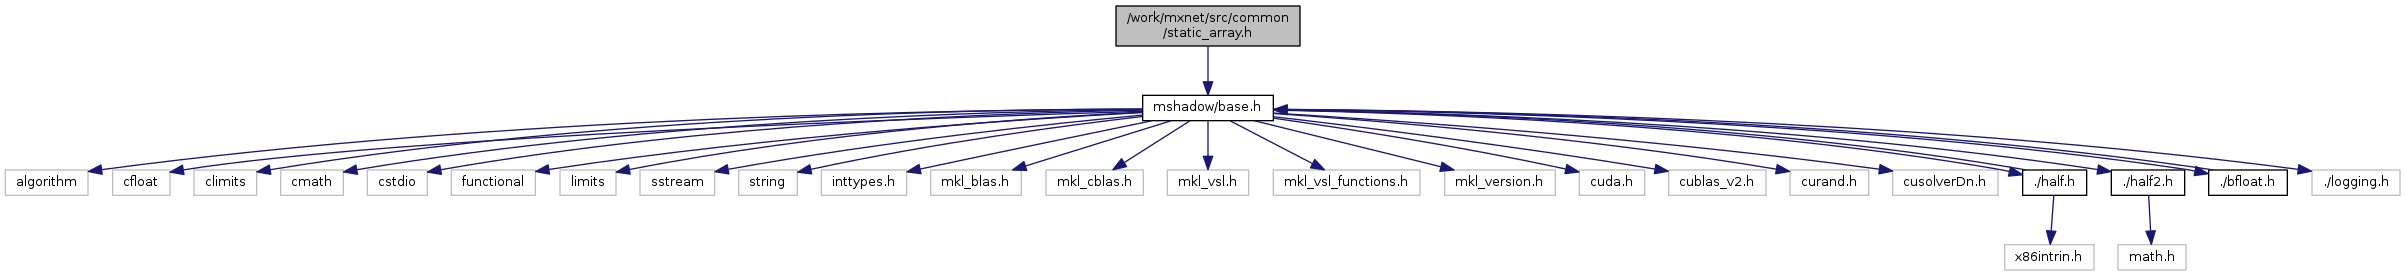 /work/mxnet/src/common
/static_array.h
mshadow/base.h
algorithm
cfloat
climits
cmath
cstdio
functional
limits
sstream
string
inttypes.h
mkl_blas.h
mkl_cblas.h
mkl_vsl.h
mkl_vsl_functions.h
mkl_version.h
cuda.h
cublas_v2.h
curand.h
cusolverDn.h
./half.h
./half2.h
./bfloat.h
./logging.h
x86intrin.h
math.h